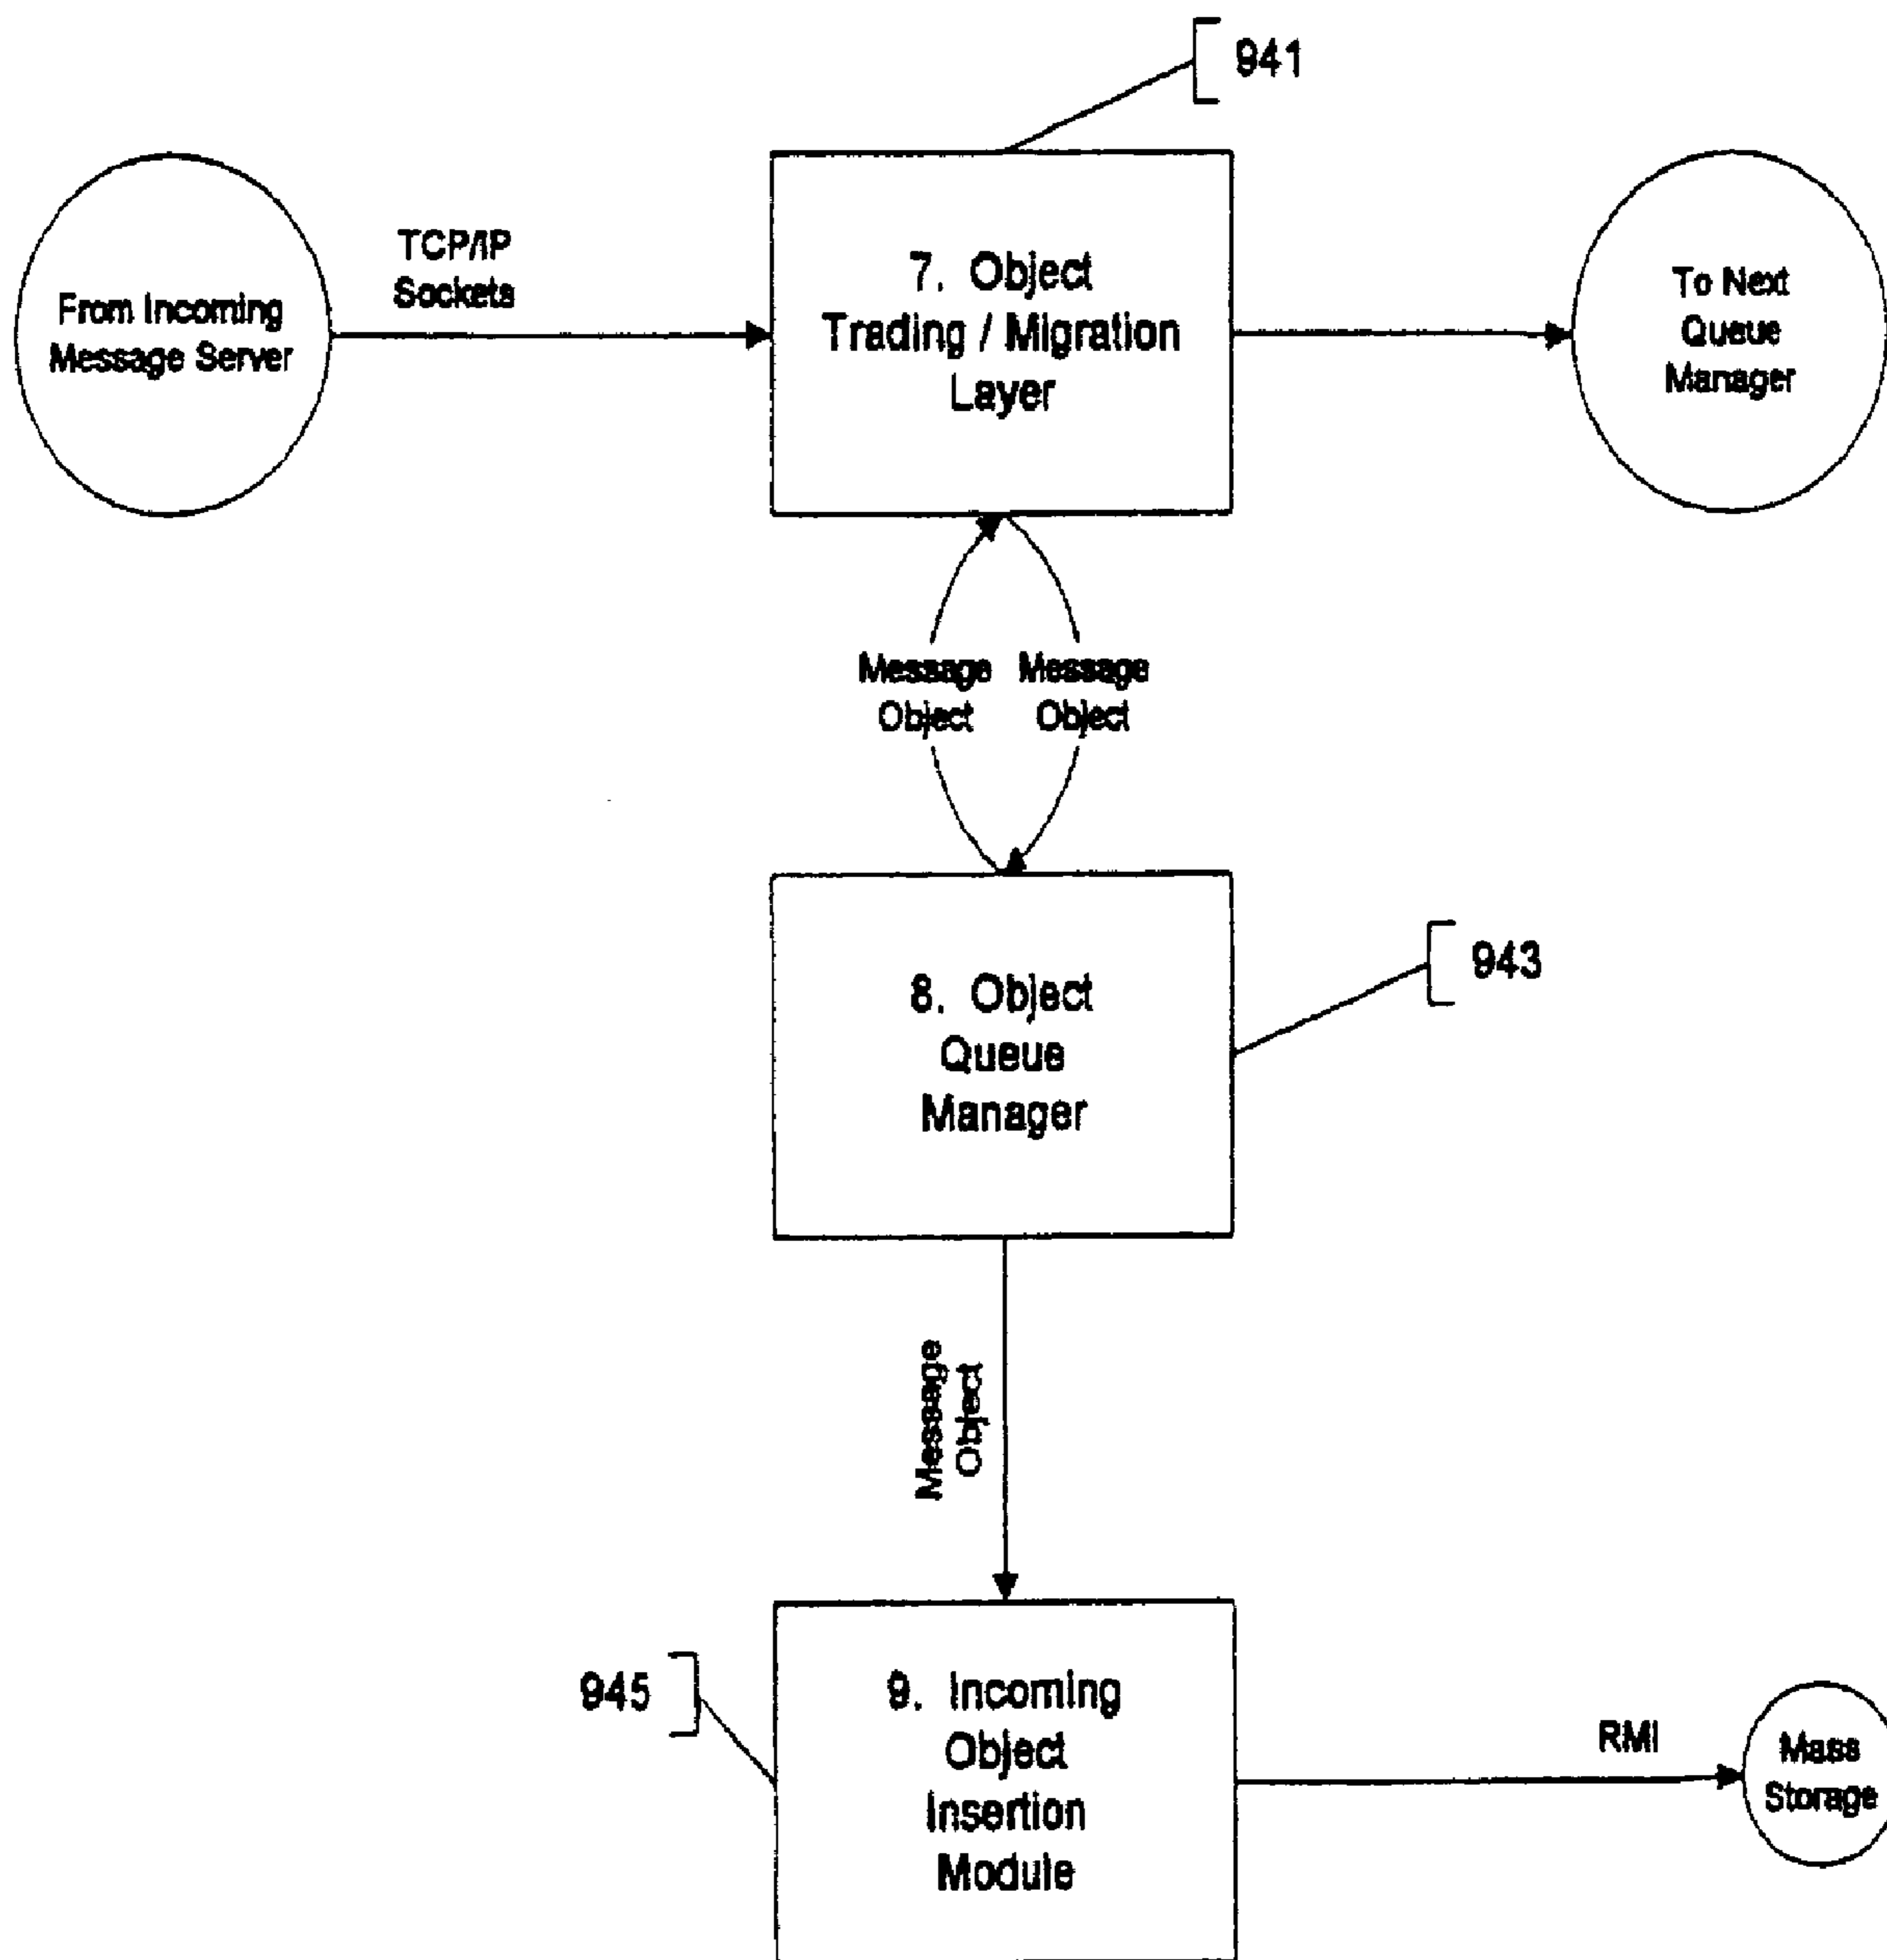 941
TCP/IP
Sockets
From Incoming
Message Server
7. Object
Trading / Migration
Layer
To Next
Queue
Manager
Message
Object
Message
Object
943
8. Object
Queue
Manager
Message
Object
945
9. Incoming
Object
Insertion
Module
RMI
Mass
Storage